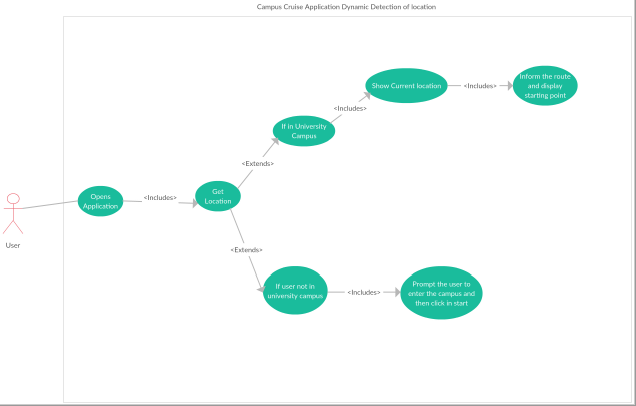 Campus Cruise Application Dynamic Detection of location
Show Current location
<Includes>
Inform the route
and display
starting point
<Includes>
If in University
Campus
<Extends>
Opens
Application
<Includes>
Get
Location
User
<Extends>
If user not in
university campus
<Includes>
Prompt the user to
enter the campus and
then click in start